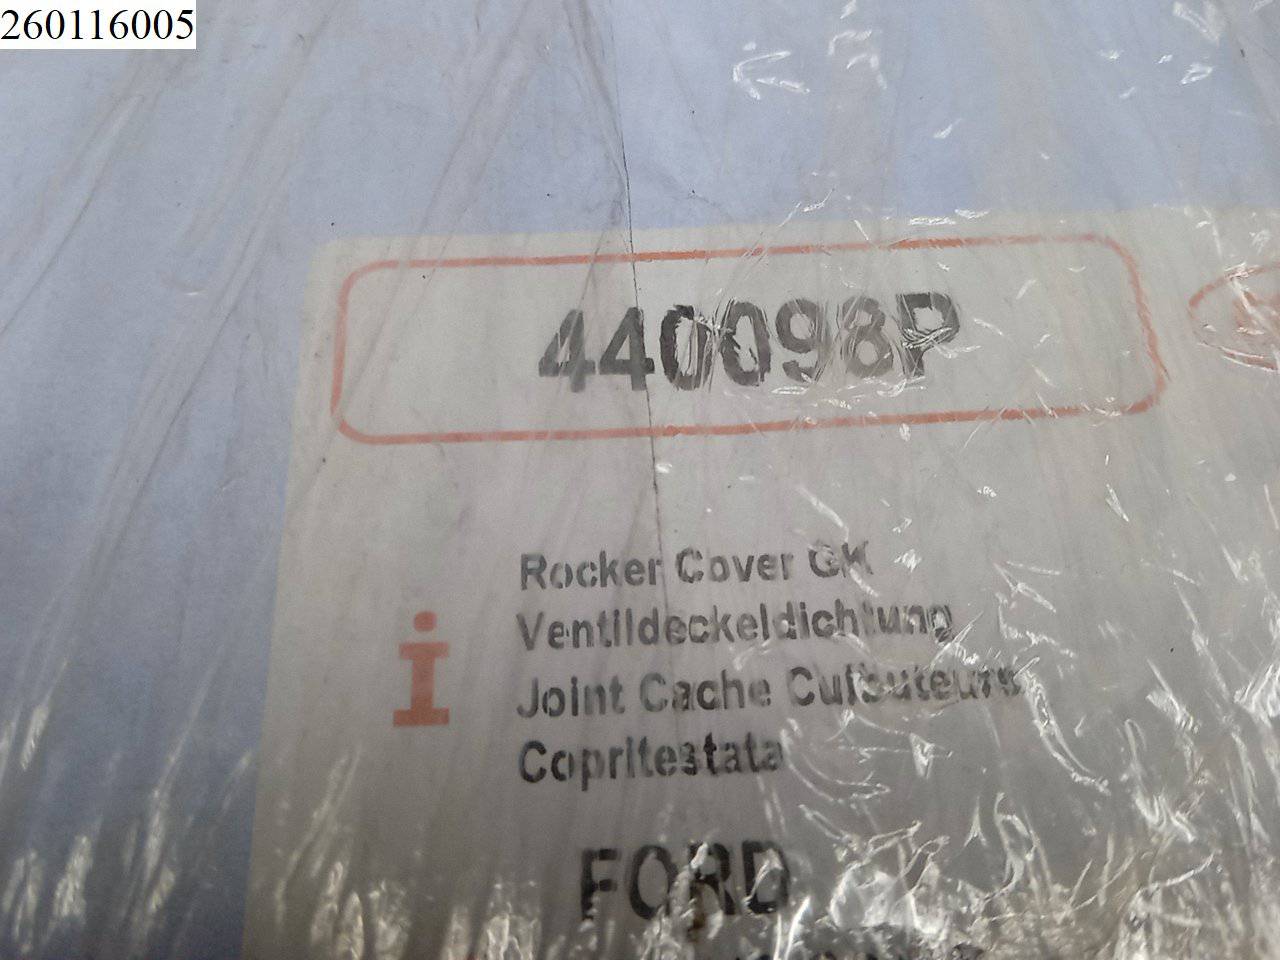 260116005
440098P
Rocker Cover GK
i
Ventildeckeldichtung
Joint Cache Culbuteurs
Copritestata
FORD